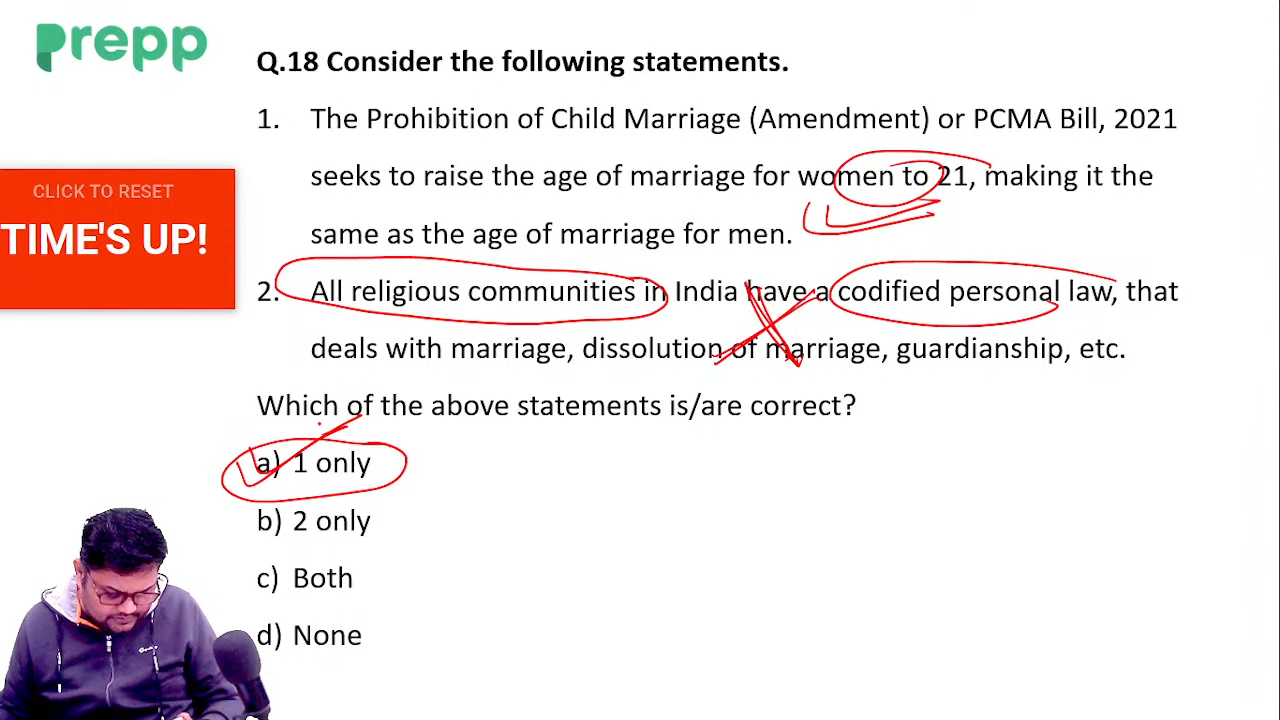 prepp
Q.18 Consider the following statements.
1. The Prohibition of Child Marriage (Amendment) or PCMA Bill, 2021
seeks to raise the age of marriage for women to 21, making it the
same as the age of marriage for men.
CLICK TO RESET
TIME'S UP!
2. All religious communities in India have a codified personal law, that
deals with marriage, dissolution of marriage, guardianship, etc.
Which of the above statements is/are correct?
a) 1 only
b) 2 only
c) Both
d) None